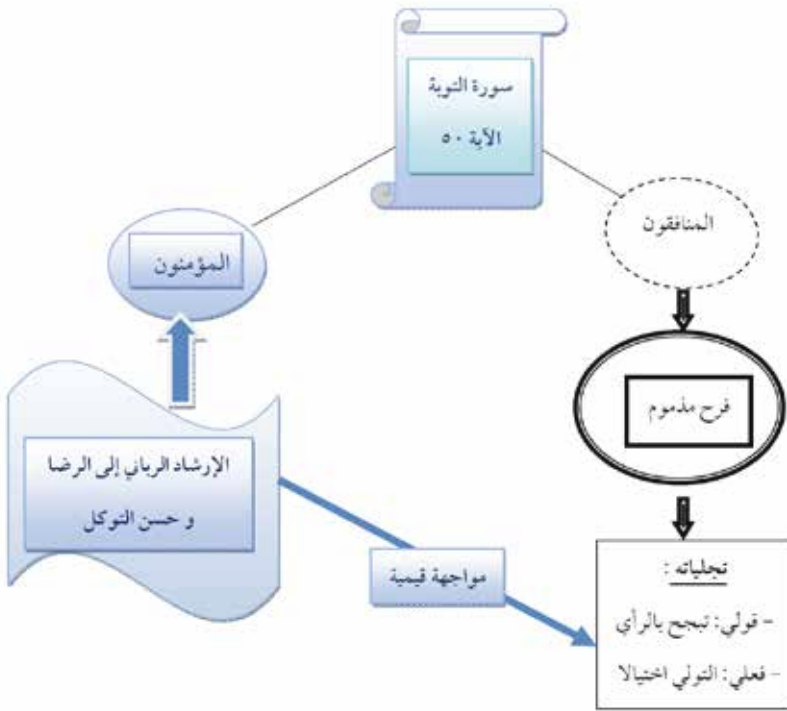 سورة التوبة
الآية ٥٠
المنافقون
المؤمنون
فرح مذموم
الإرشاد الرباني إلى الرضا
و حسن التوكل
مواجهة قيمية
تجلياته :
- قولي: تبجح بالرأي
- فعلي: التولي اختيالا